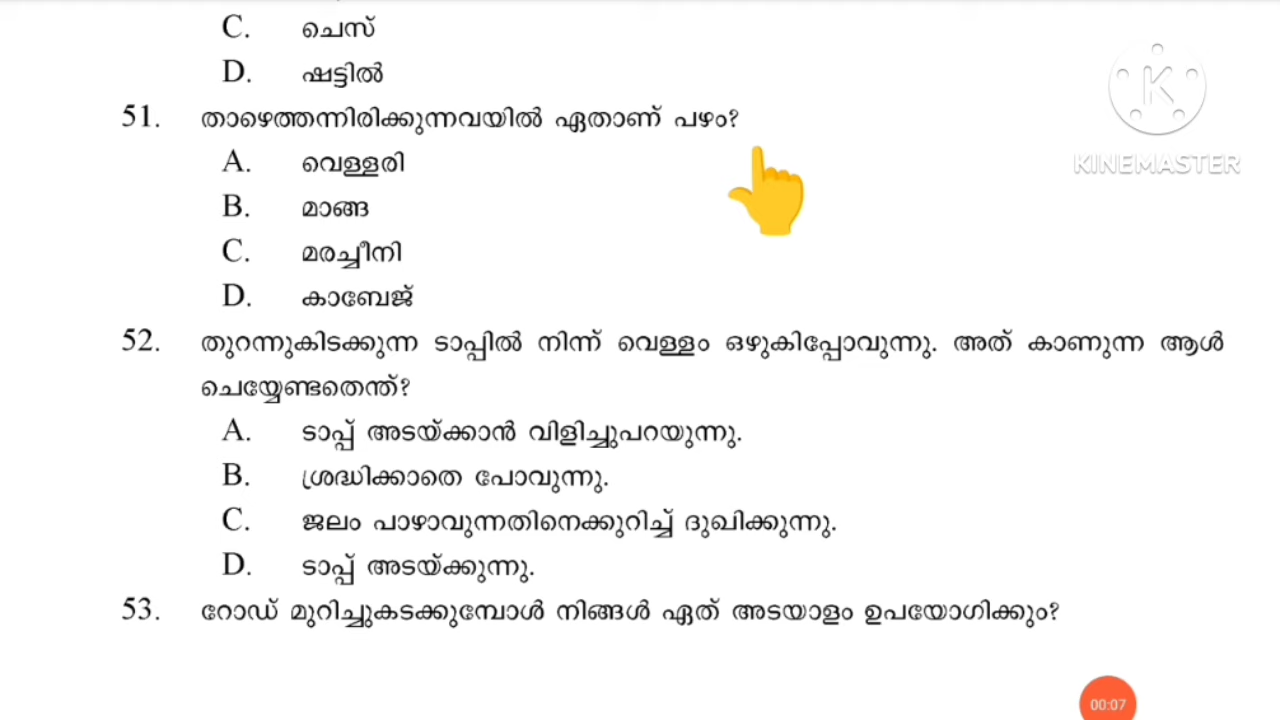 C. ചെസ്
D. ഷട്ടിൽ
51. താഴെത്തന്നിരിക്കുന്നവയിൽ ഏതാണ് പഴം?
A. വെള്ളരി
B. മാങ്ങ
C. മരച്ചീനി
D. കാബേജ്
52. തുറന്നുകിടക്കുന്ന ടാപ്പിൽ നിന്ന് വെള്ളം ഒഴുകിപ്പോവുന്നു. അത് കാണുന്ന ആൾ
ചെയ്യേണ്ടതെന്ത്?
A. ടാപ്പ് അടയ്ക്കാൻ വിളിച്ചുപറയുന്നു.
B. ശ്രദ്ധിക്കാതെ പോവുന്നു.
C. ജലം പാഴാവുന്നതിനെക്കുറിച്ച് ദുഖിക്കുന്നു.
D. ടാപ്പ് അടയ്ക്കുന്നു.
53. റോഡ് മുറിച്ചുകടക്കുമ്പോൾ നിങ്ങൾ ഏത് അടയാളം ഉപയോഗിക്കും?
K
KINEMASTER
00:07